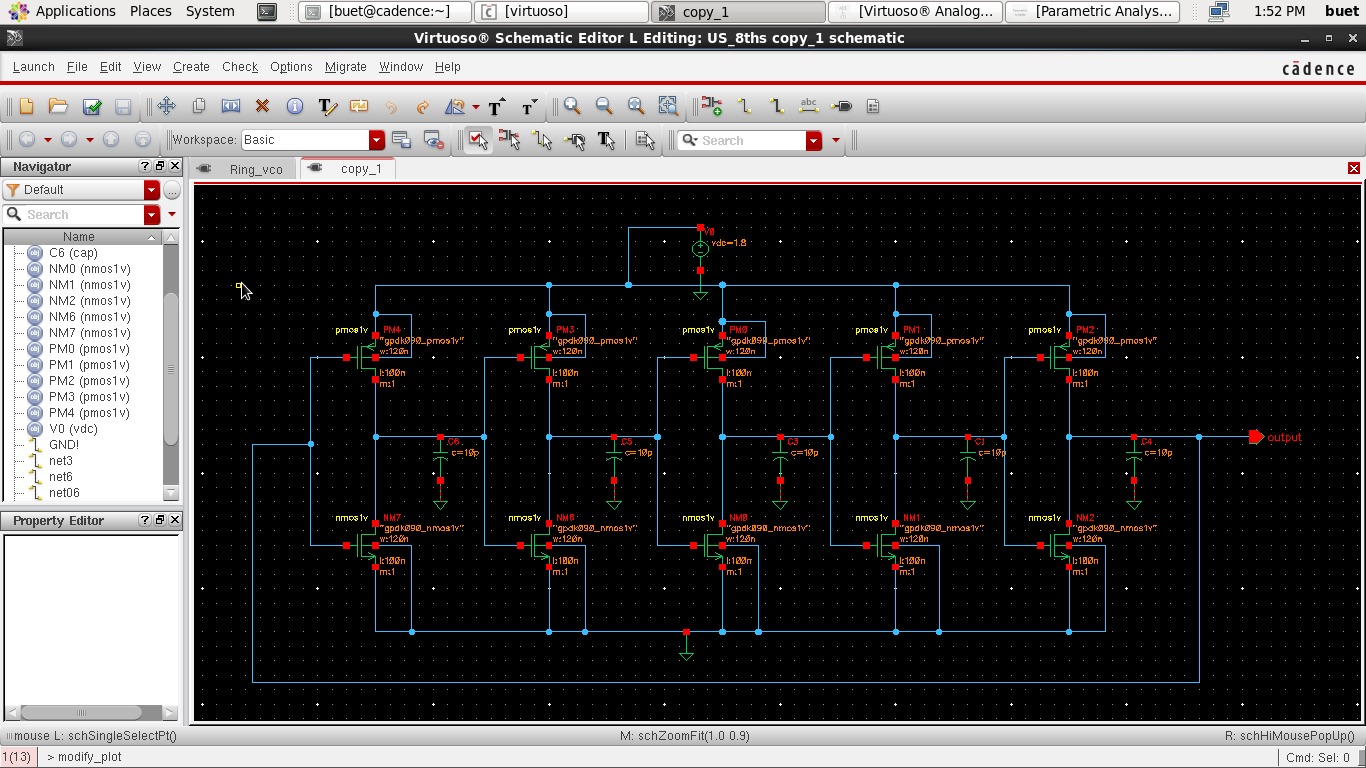 Applications Places System [buet@cadence:~] [virtuoso] copy_1 [Virtuoso® Analog... [Parametric Analys... 1:52 PM buet
Virtuoso® Schematic Editor L Editing: US_8ths copy_1 schematic
Launch File Edit View Create Check Options Migrate Window Help cādence
Workspace: Basic Search
Navigator
Ring_vco copy_1
Default
Search
Name
C6 (cap)
NM0 (nmos1v)
NM1 (nmos1v)
NM2 (nmos1v)
NM6 (nmos1v)
NM7 (nmos1v)
PM0 (pmos1v)
PM1 (pmos1v)
PM2 (pmos1v)
PM3 (pmos1v)
PM4 (pmos1v)
V0 (vdc)
GND!
net3
net6
net06
Property Editor
V0
vdc=1.8
pmos1v PM4 pmos1v PM3 pmos1v PM0 pmos1v PM1 pmos1v PM2
"gpdk090_pmos1v" "gpdk090_pmos1v" "gpdk090_pmos1v" "gpdk090_pmos1v" "gpdk090_pmos1v"
w:120n w:120n w:120n w:120n w:120n
l:100n l:100n l:100n l:100n l:100n
m:1 m:1 m:1 m:1 m:1
C6 C5 C3 C1 C4 output
c=10p c=10p c=10p c=10p c=10p
nmos1v NM7 nmos1v NM6 nmos1v NM0 nmos1v NM1 nmos1v NM2
"gpdk090_nmos1v" "gpdk090_nmos1v" "gpdk090_nmos1v" "gpdk090_nmos1v" "gpdk090_nmos1v"
w:120n w:120n w:120n w:120n w:120n
l:100n l:100n l:100n l:100n l:100n
m:1 m:1 m:1 m:1 m:1
mouse L: schSingleSelectPt() M: schZoomFit(1.0 0.9) R: schHiMousePopUp()
1(13) > modify_plot Cmd: Sel: 0